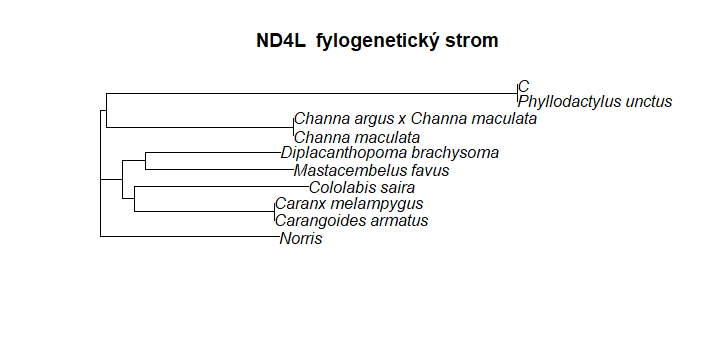 ND4L fylogenetický strom
C
Phyllodactylus unctus
Channa argus x Channa maculata
Channa maculata
Diplacanthopoma brachysoma
Mastacembelus favus
Cololabis saira
Caranx melampygus
Carangoides armatus
Norris